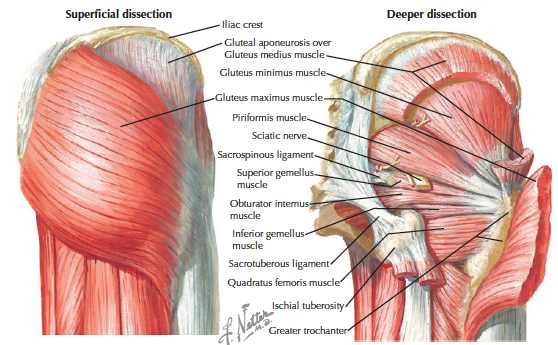 Superficial dissection
Deeper dissection
Iliac crest
Gluteal aponeurosis over
Gluteus medius muscle
Gluteus minimus muscle
Gluteus maximus muscle
Piriformis muscle
Sciatic nerve
Sacrospinous ligament
Superior gemellus
muscle
Obturator internus
muscle
Inferior gemellus
muscle
Sacrotuberous ligament
Quadratus femoris muscle
Ischial tuberosity
Greater trochanter
F. Netter
M.D.